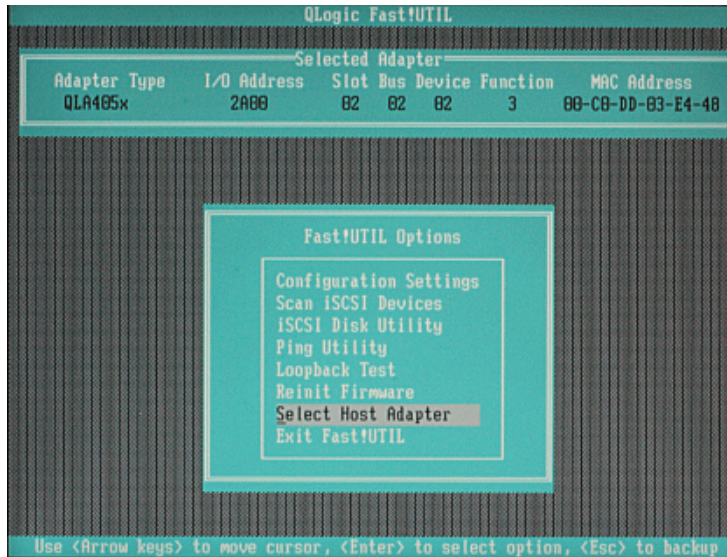 QLogic Fast!UTIL
Selected Adapter
Adapter Type I/O Address Slot Bus Device Function MAC Address
QLA405x 2A00 02 02 02 3 00-C0-DD-03-E4-40
Fast!UTIL Options
Configuration Settings
Scan iSCSI Devices
iSCSI Disk Utility
Ping Utility
Loopback Test
Reinit Firmware
Select Host Adapter
Exit Fast!UTIL
Use <Arrow keys> to move cursor, <Enter> to select option, <Esc> to backup